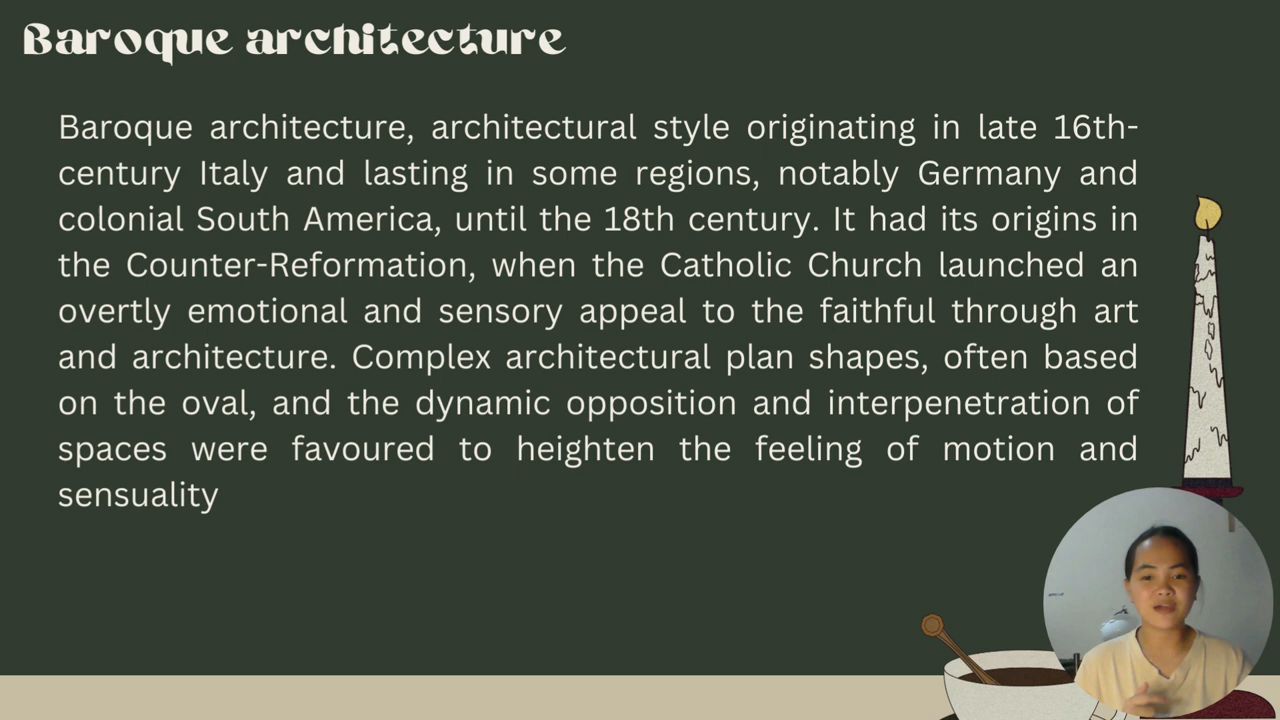 Baroque architecture
Baroque architecture, architectural style originating in late 16th-
century Italy and lasting in some regions, notably Germany and
colonial South America, until the 18th century. It had its origins in
the Counter-Reformation, when the Catholic Church launched an
overtly emotional and sensory appeal to the faithful through art
and architecture. Complex architectural plan shapes, often based
on the oval, and the dynamic opposition and interpenetration of
spaces were favoured to heighten the feeling of motion and
sensuality